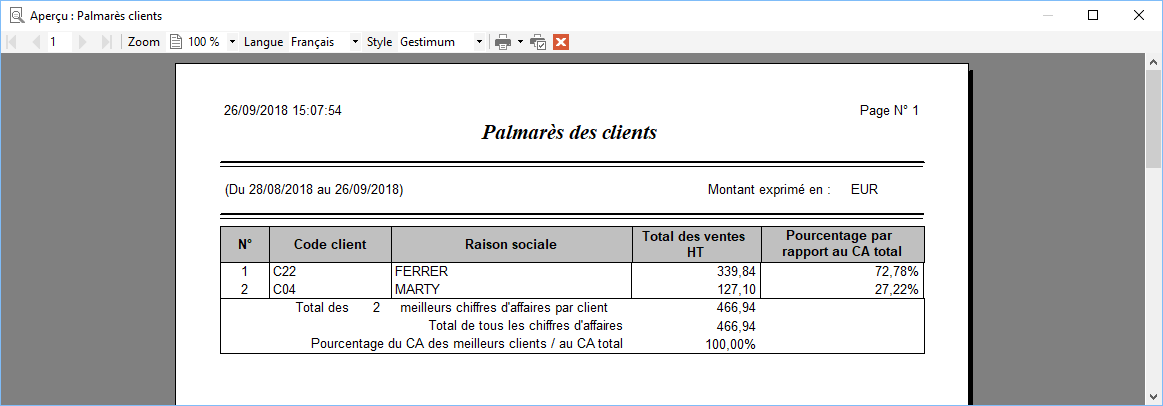 Aperçu : Palmarès clients
1 Zoom 100 % Langue Français Style Gestimum
26/09/2018 15:07:54 Page N° 1
Palmarès des clients
(Du 28/08/2018 au 26/09/2018) Montant exprimé en : EUR
N° Code client Raison sociale Total des ventes HT Pourcentage par rapport au CA total
1 C22 FERRER 339,84 72,78%
2 C04 MARTY 127,10 27,22%
Total des 2 meilleurs chiffres d'affaires par client 466,94
Total de tous les chiffres d'affaires 466,94
Pourcentage du CA des meilleurs clients / au CA total 100,00%